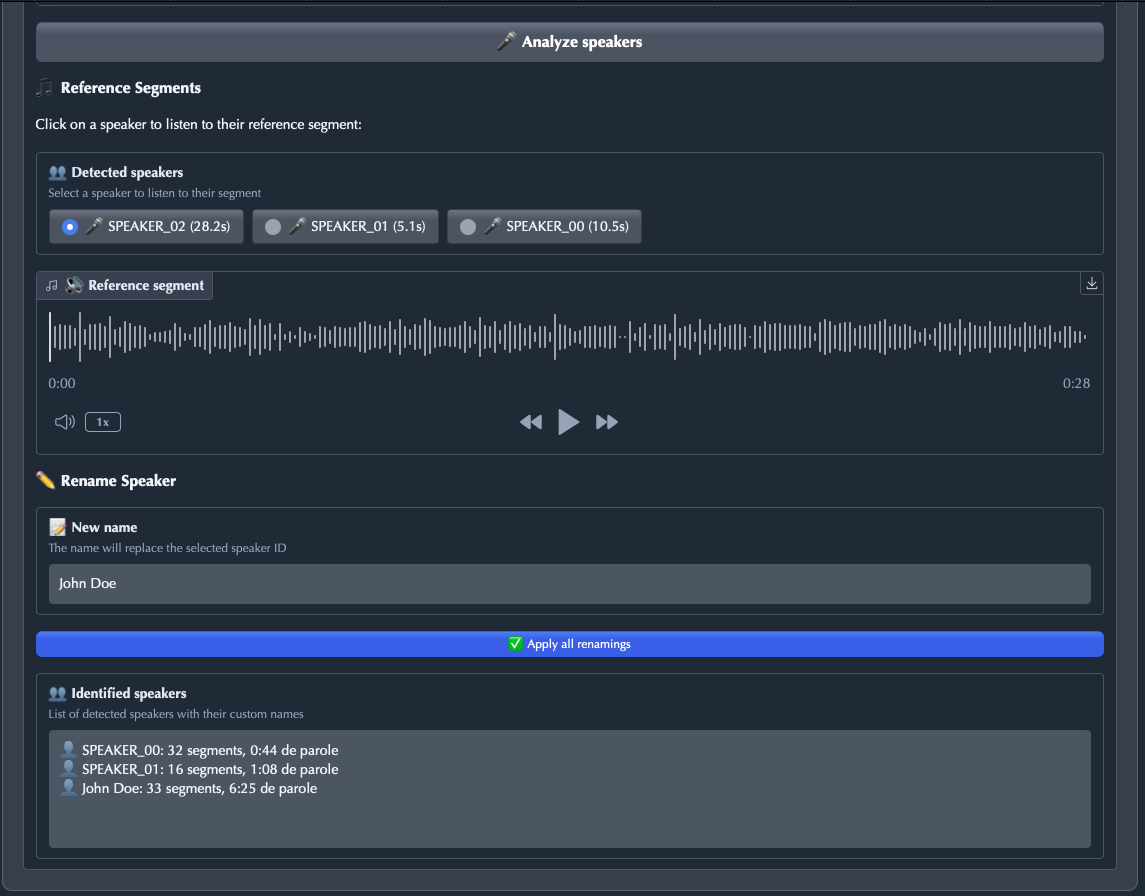 Analyze speakers
Reference Segments
Click on a speaker to listen to their reference segment:
Detected speakers
Select a speaker to listen to their segment
SPEAKER_02 (28.2s) SPEAKER_01 (5.1s) SPEAKER_00 (10.5s)
Reference segment
0:00 0:28
1x
Rename Speaker
New name
The name will replace the selected speaker ID
John Doe
Apply all renamings
Identified speakers
List of detected speakers with their custom names
SPEAKER_00: 32 segments, 0:44 de parole
SPEAKER_01: 16 segments, 1:08 de parole
John Doe: 33 segments, 6:25 de parole